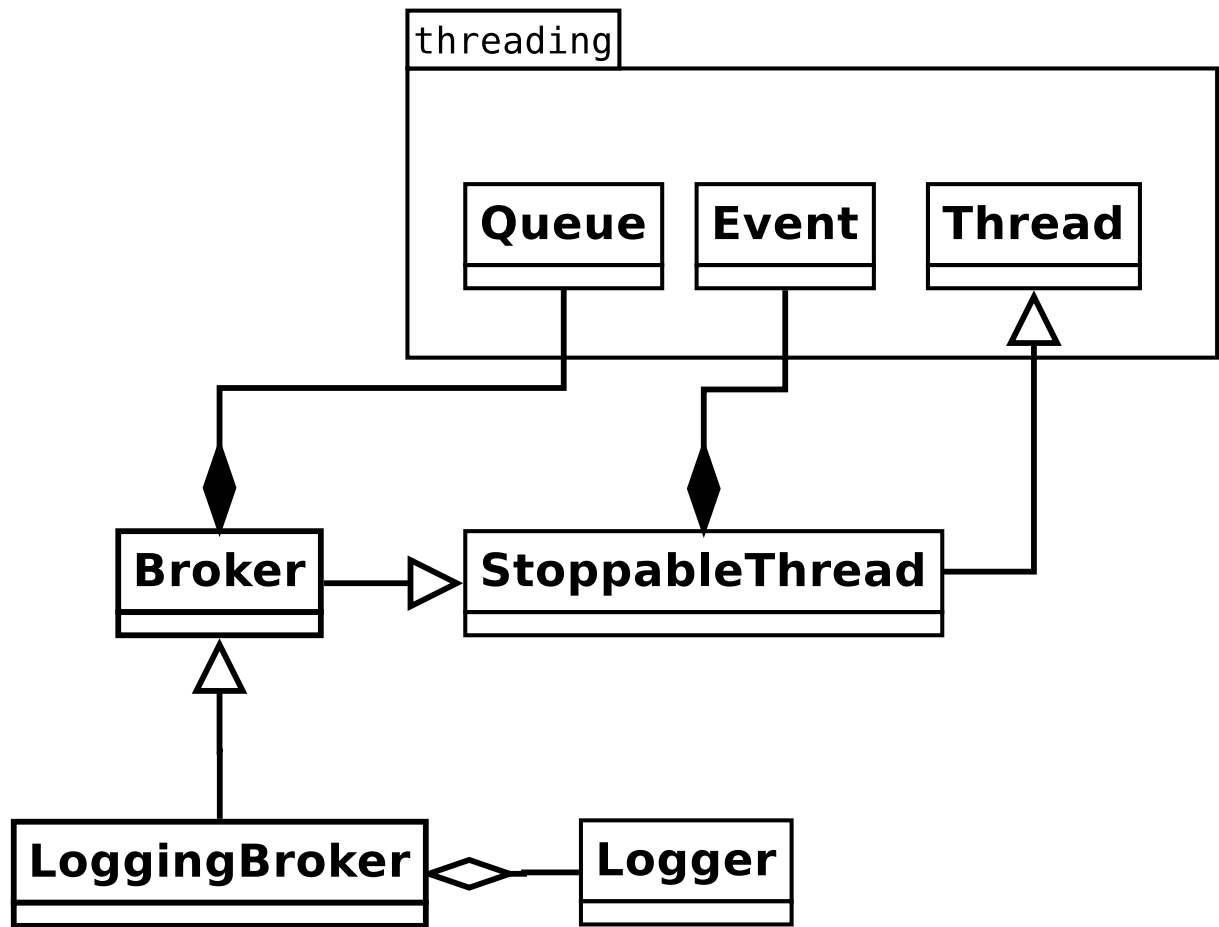 threading
Queue
Event
Thread
Broker
StoppableThread
LoggingBroker
Logger